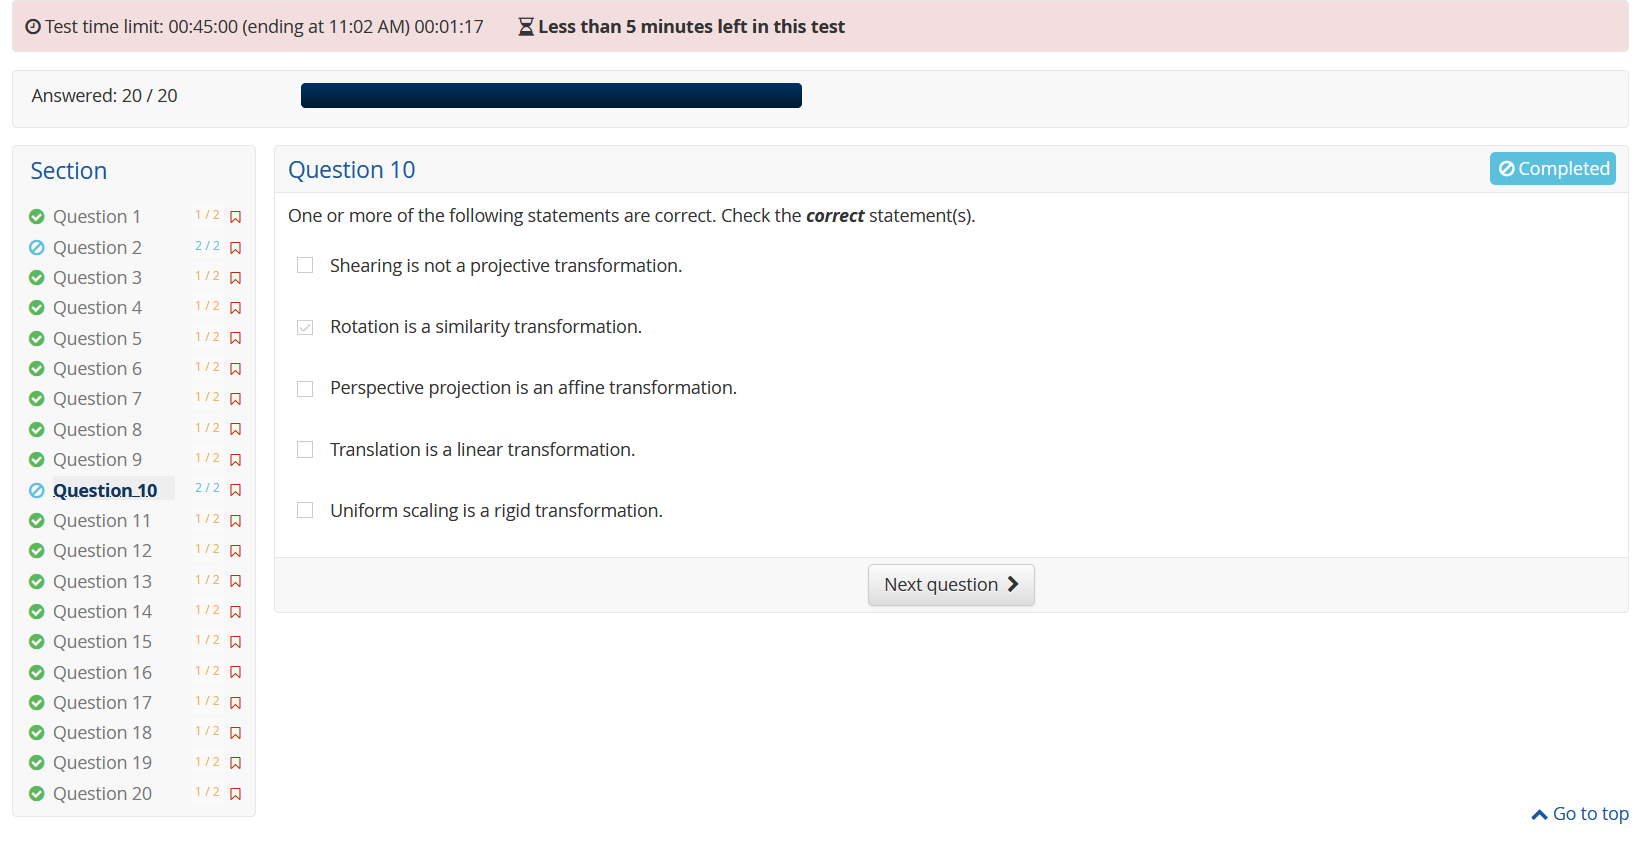 Test time limit: 00:45:00 (ending at 11:02 AM) 00:01:17 Less than 5 minutes left in this test
Answered: 20 / 20
Section
Question 1 1 / 2
Question 2 2 / 2
Question 3 1 / 2
Question 4 1 / 2
Question 5 1 / 2
Question 6 1 / 2
Question 7 1 / 2
Question 8 1 / 2
Question 9 1 / 2
Question 10 2 / 2
Question 11 1 / 2
Question 12 1 / 2
Question 13 1 / 2
Question 14 1 / 2
Question 15 1 / 2
Question 16 1 / 2
Question 17 1 / 2
Question 18 1 / 2
Question 19 1 / 2
Question 20 1 / 2
Question 10
Completed
One or more of the following statements are correct. Check the correct statement(s).
Shearing is not a projective transformation.
Rotation is a similarity transformation.
Perspective projection is an affine transformation.
Translation is a linear transformation.
Uniform scaling is a rigid transformation.
Next question
Go to top